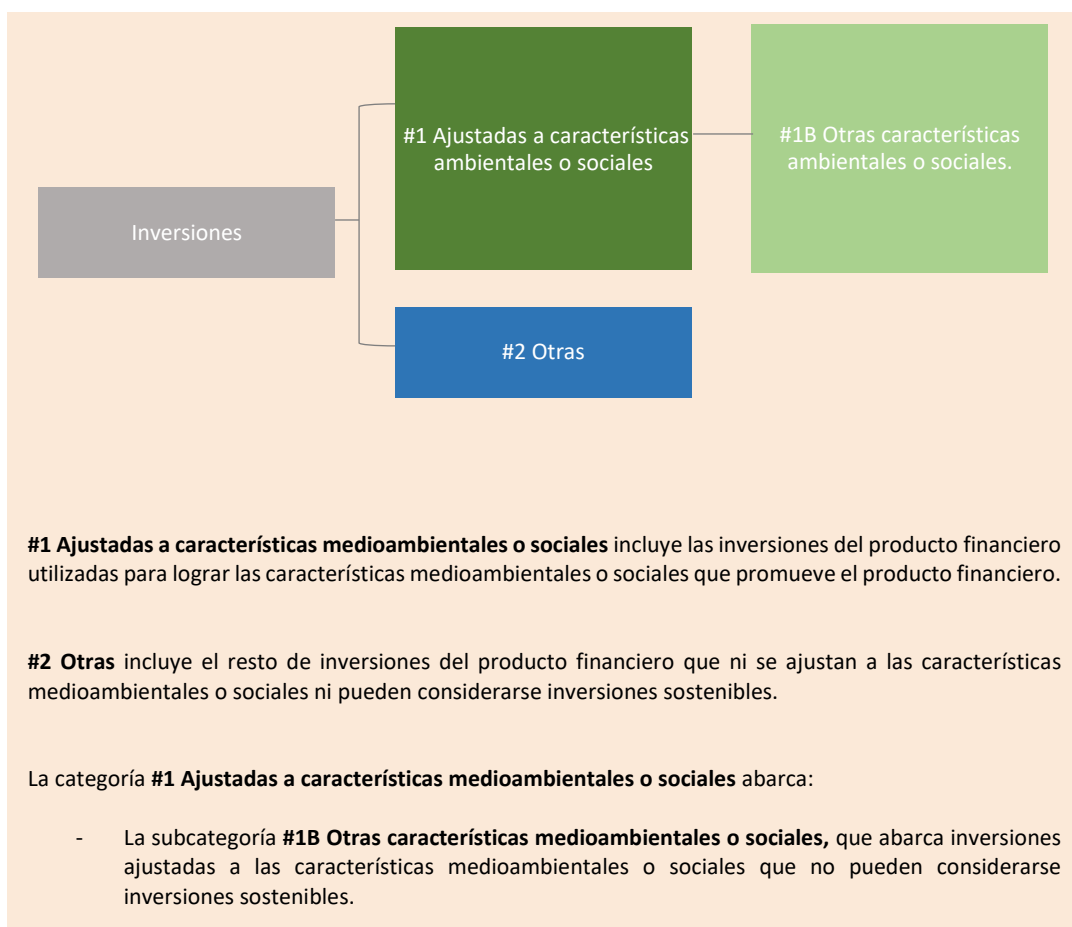 #1 Ajustadas a características
ambientales o sociales
#1B Otras características
ambientales o sociales.
Inversiones
#2 Otras
#1 Ajustadas a características medioambientales o sociales incluye las inversiones del producto financiero
utilizadas para lograr las características medioambientales o sociales que promueve el producto financiero.
#2 Otras incluye el resto de inversiones del producto financiero que ni se ajustan a las características
medioambientales o sociales ni pueden considerarse inversiones sostenibles.
La categoría #1 Ajustadas a características medioambientales o sociales abarca:
- La subcategoría #1B Otras características medioambientales o sociales, que abarca inversiones
ajustadas a las características medioambientales o sociales que no pueden considerarse
inversiones sostenibles.